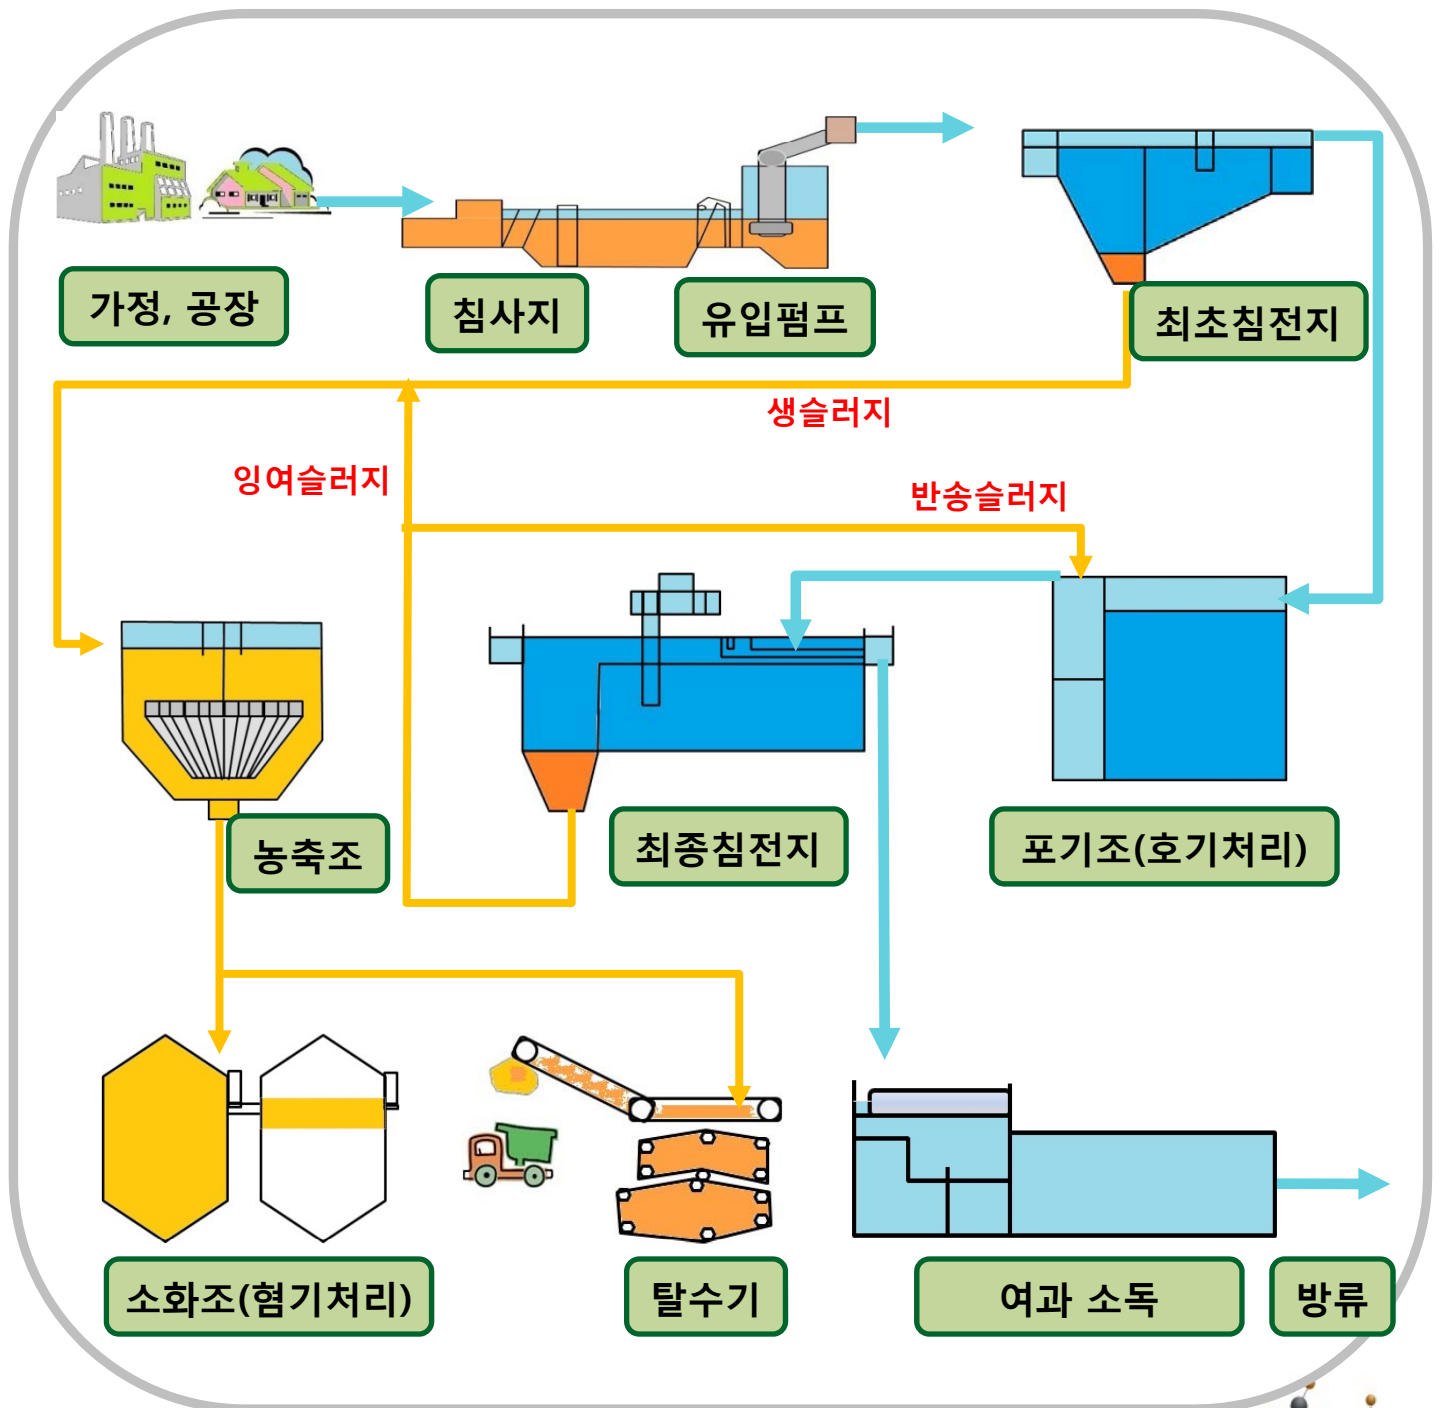 가정, 공장
침사지
유입펌프
최초침전지
생슬러지
잉여슬러지
반송슬러지
농축조
최종침전지
포기조(호기처리)
소화조(혐기처리)
탈수기
여과 소독
방류